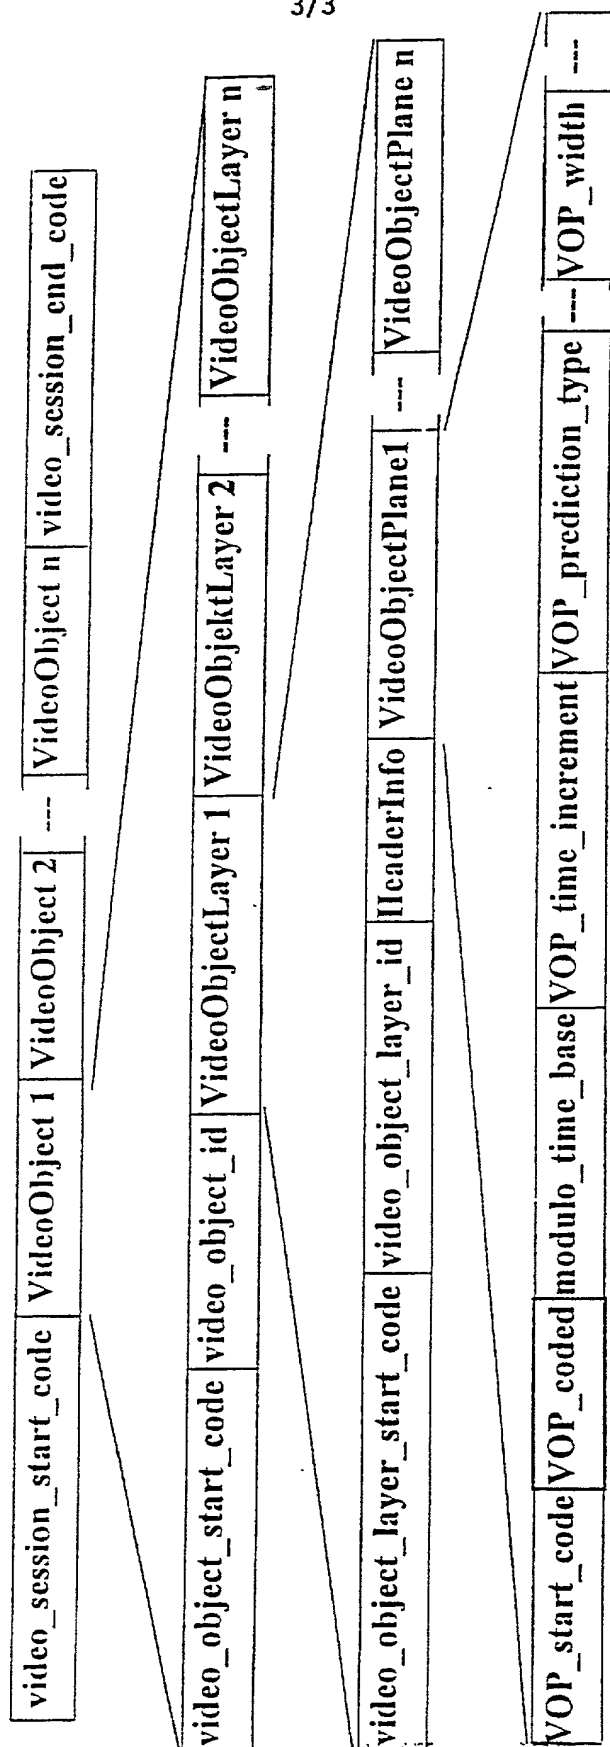 3/3
video_session_start_code VideoObject 1 VideoObject 2 --- VideoObject n video_session_end_code
video_object_start_code video_object_id VideoObjectLayer 1 VideoObjektLayer 2 --- VideoObjectLayer n
video_object_layer_start_code video_object_layer_id HeaderInfo VideoObjectPlane1 --- VideoObjectPlane n
VOP_start_code VOP_coded modulo_time_base VOP_time_increment VOP_prediction_type --- VOP_width ---